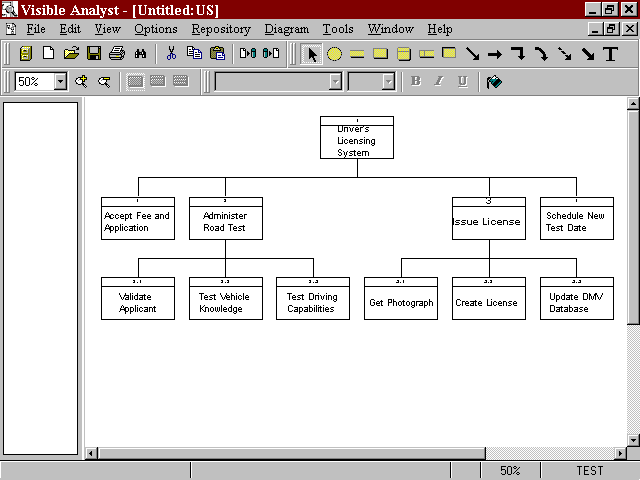 Visible Analyst - [Untitled:US]
File Edit View Options Repository Diagram Tools Window Help
T
50% B I U
Driver's
Licensing
System
3
Accept Fee and
Application
Administer
Road Test
Issue License
Schedule New
Test Date
Validate
Applicant
Test Vehicle
Knowledge
Test Driving
Capabilities
Get Photograph
Create License
Update DMV
Database
50% TEST